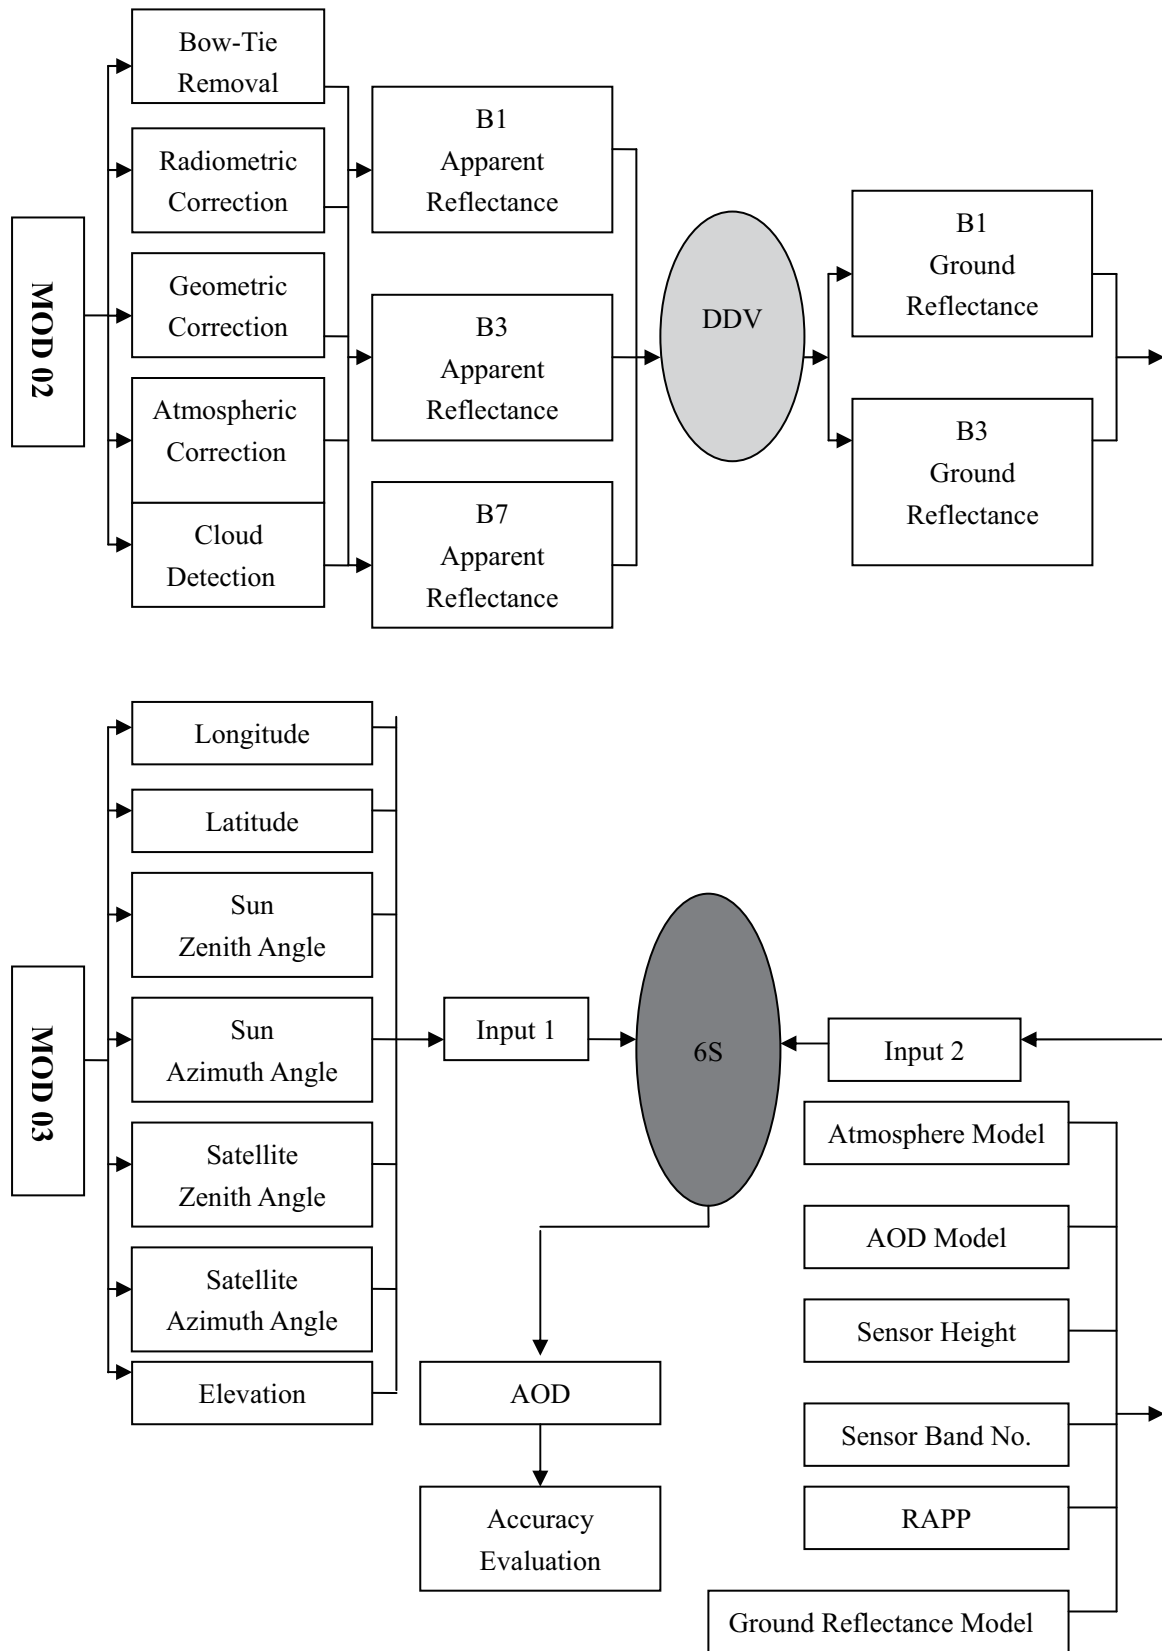 MOD 02
Bow-Tie
Removal
Radiometric
Correction
Geometric
Correction
Atmospheric
Correction
Cloud
Detection
B1
Apparent
Reflectance
B3
Apparent
Reflectance
B7
Apparent
Reflectance
DDV
B1
Ground
Reflectance
B3
Ground
Reflectance
MOD 03
Longitude
Latitude
Sun
Zenith Angle
Sun
Azimuth Angle
Satellite
Zenith Angle
Satellite
Azimuth Angle
Elevation
Input 1
6S
Input 2
Atmosphere Model
AOD Model
Sensor Height
Sensor Band No.
RAPP
Ground Reflectance Model
AOD
Accuracy
Evaluation